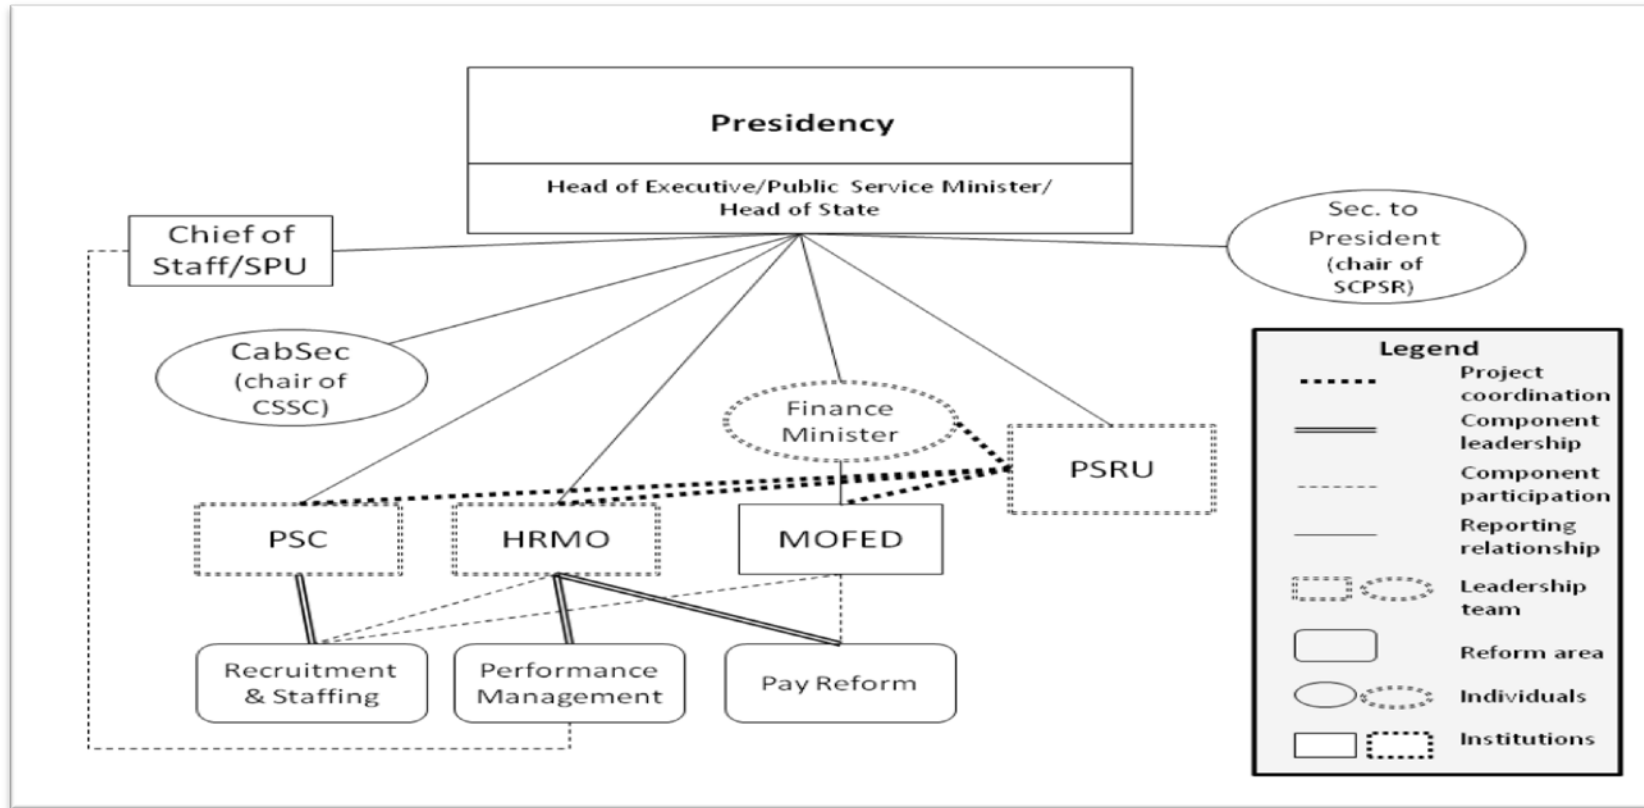 Presidency
Head of Executive/Public Service Minister/
Head of State
Chief of
Staff/SPU
Sec. to
President
(chair of
SCPSR)
CabSec
(chair of
CSSC)
Finance
Minister
PSRU
PSC
HRMO
MOFED
Recruitment
& Staffing
Performance
Management
Pay Reform
Legend
Project
coordination
Component
leadership
Component
participation
Reporting
relationship
Leadership
team
Reform area
Individuals
Institutions